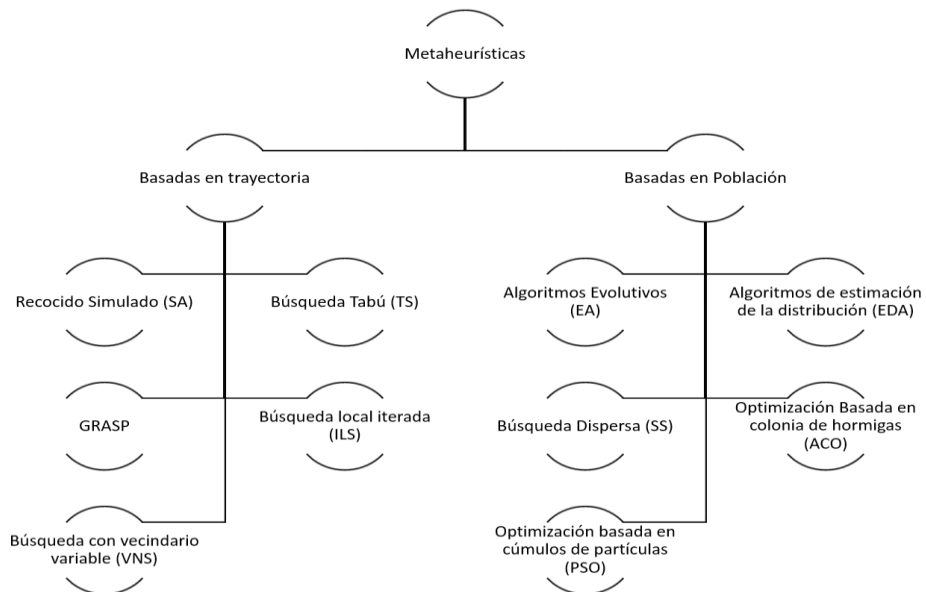 Metaheurísticas
Basadas en trayectoria
Basadas en Población
Recocido Simulado (SA)
Búsqueda Tabú (TS)
Algoritmos Evolutivos
(EA)
Algoritmos de estimación
de la distribución (EDA)
GRASP
Búsqueda local iterada
(ILS)
Búsqueda Dispersa (SS)
Optimización Basada en
colonia de hormigas
(ACO)
Búsqueda con vecindario
variable (VNS)
Optimización basada en
cúmulos de partículas
(PSO)